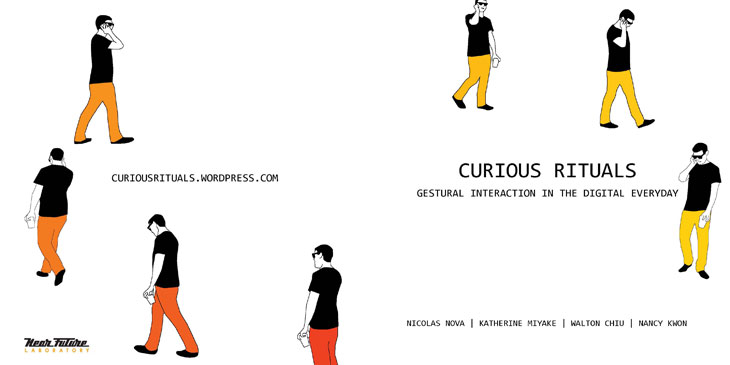 CURIOUSRITUALS.WORDPRESS.COM
Near Future
LABORATORY
CURIOUS RITUALS
GESTURAL INTERACTION IN THE DIGITAL EVERYDAY
NICOLAS NOVA | KATHERINE MIYAKE | WALTON CHIU | NANCY KWON